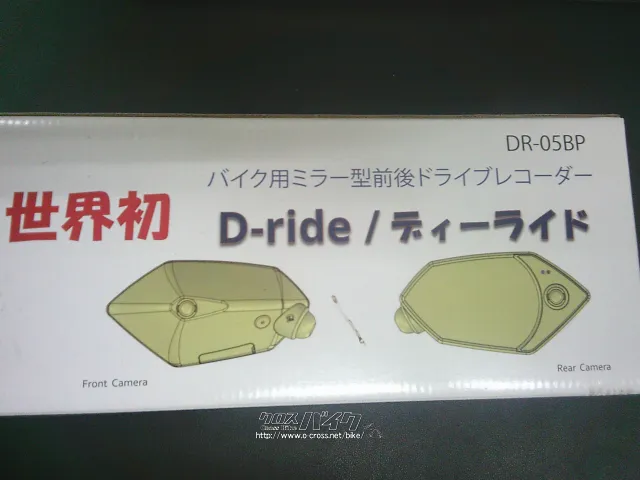 DR-05BP
バイク用ミラー型前後ドライブレコーダー
世界初
D-ride / ディーライド
Front Camera
Rear Camera
クロスバイク
Cross Bike
http://www.o-cross.net/bike/